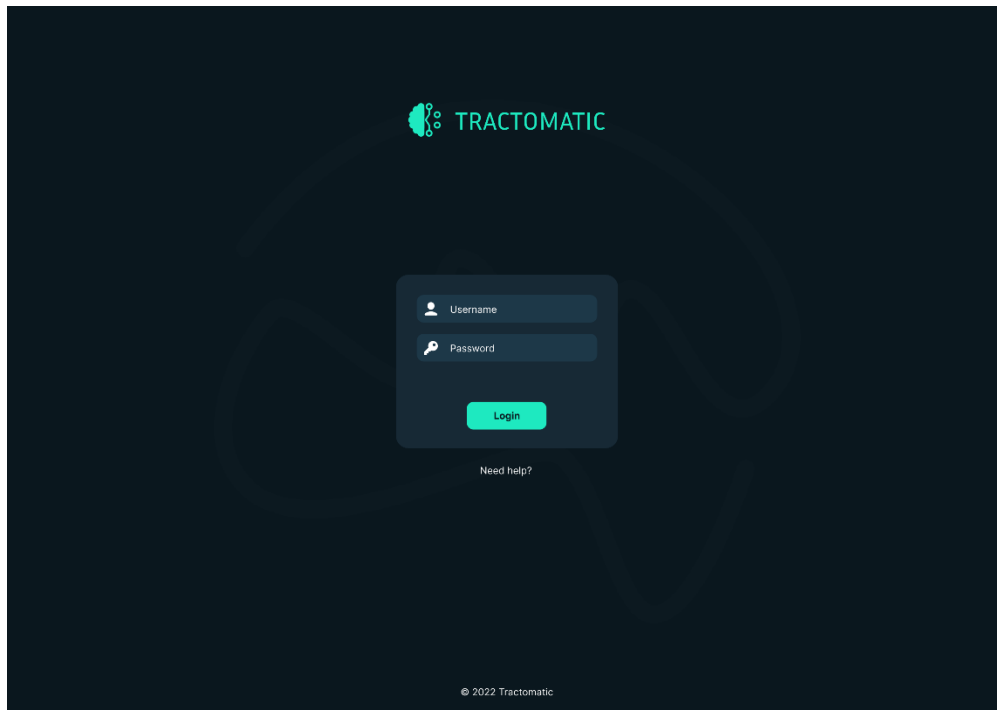 TRACTOMATIC
Username
Password
Login
Need help?
© 2022 Tractomatic